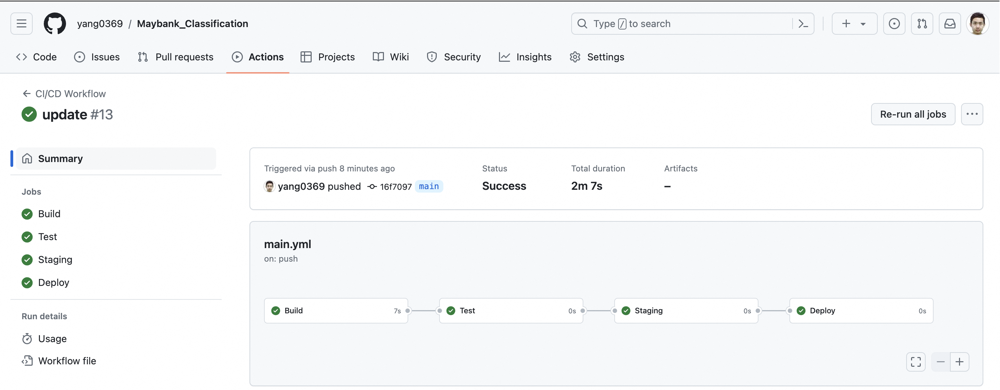 yang0369 / Maybank_Classification
Type / to search
Code Issues Pull requests Actions Projects Wiki Security Insights Settings
← CI/CD Workflow
update #13
Re-run all jobs
Summary
Jobs
Build
Test
Staging
Deploy
Run details
Usage
Workflow file
Triggered via push 8 minutes ago
yang0369 pushed 16f7097 main
Status
Success
Total duration
2m 7s
Artifacts
–
main.yml
on: push
Build 7s
Test 0s
Staging 0s
Deploy 0s